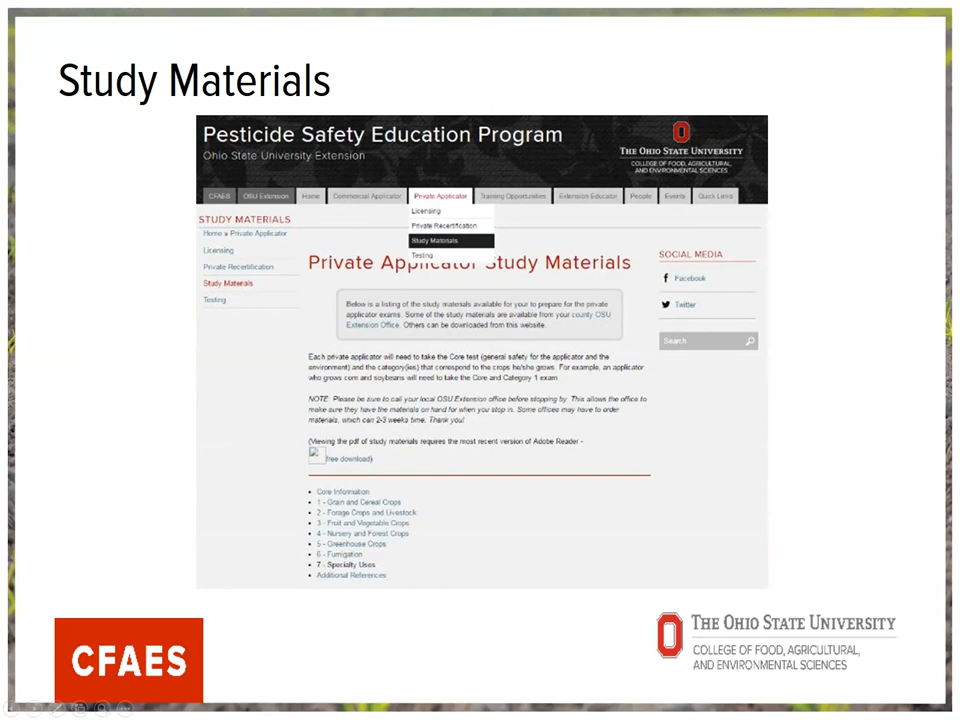 Study Materials
Pesticide Safety Education Program
Ohio State University Extension
THE OHIO STATE UNIVERSITY
COLLEGE OF FOOD, AGRICULTURAL,
AND ENVIRONMENTAL SCIENCES
CFAES OSU Extension Home Commercial Applicator Private Applicator Training Opportunities Extension Educator People Events Quick Links
Licensing
Private Recertification
Study Materials
Testing
STUDY MATERIALS
Home » Private Applicator
Licensing
Private Recertification
Study Materials
Testing
Private Applicator Study Materials
Below is a listing of the study materials available for your to prepare for the private
applicator exams. Some of the study materials are available from your county OSU
Extension Office. Others can be downloaded from this website.
Each private applicator will need to take the Core test (general safety for the applicator and the
environment) and the category(ies) that correspond to the crops he/she grows. For example, an applicator
who grows corn and soybeans will need to take the Core and Category 1 exam.
NOTE: Please be sure to call your local OSU Extension office before stopping by. This allows the office to
make sure they have the materials on hand for when you stop in. Some offices may have to order
materials, which can 2-3 weeks time. Thank you!
(Viewing the pdf of study materials requires the most recent version of Adobe Reader -
free download)
• Core Information
• 1 - Grain and Cereal Crops
• 2 - Forage Crops and Livestock
• 3 - Fruit and Vegetable Crops
• 4 - Nursery and Forest Crops
• 5 - Greenhouse Crops
• 6 - Fumigation
• 7 - Specialty Uses
• Additional References
SOCIAL MEDIA
Facebook
Twitter
Search
CFAES
THE OHIO STATE UNIVERSITY
COLLEGE OF FOOD, AGRICULTURAL,
AND ENVIRONMENTAL SCIENCES